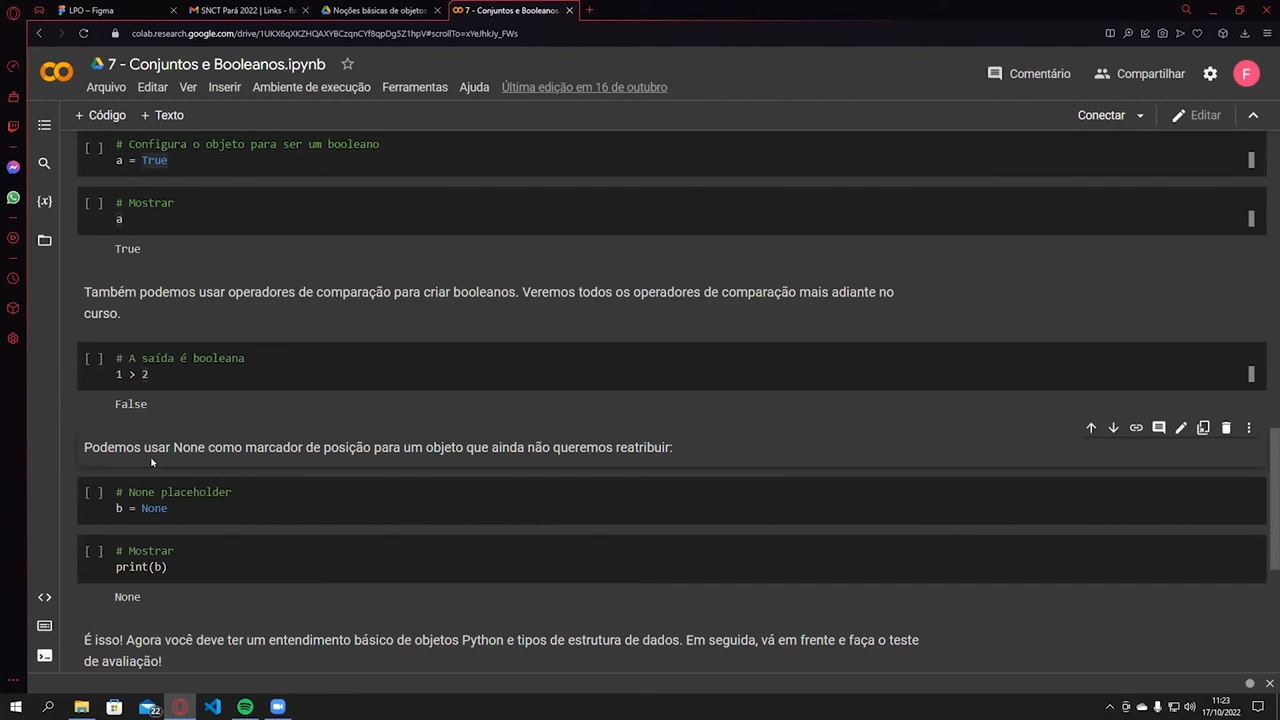 LPO – Figma
SNCT Pará 2022 | Links - fl
Noções básicas de objetos
7 - Conjuntos e Booleanos.
colab.research.google.com/drive/1UKX6qXKZHQAXYBCzqnCYf8qpDg5Z1hpV#scrollTo=xYeJhkJy_FWs
7 - Conjuntos e Booleanos.ipynb
Comentário
Compartilhar
F
Arquivo Editar Ver Inserir Ambiente de execução Ferramentas Ajuda Última edição em 16 de outubro
+ Código + Texto
Conectar
Editar
[ ] # Configura o objeto para ser um booleano
a = True
[ ] # Mostrar
a
True
Também podemos usar operadores de comparação para criar booleanos. Veremos todos os operadores de comparação mais adiante no
curso.
[ ] # A saída é booleana
1 > 2
False
Podemos usar None como marcador de posição para um objeto que ainda não queremos reatribuir:
[ ] # None placeholder
b = None
[ ] # Mostrar
print(b)
None
É isso! Agora você deve ter um entendimento básico de objetos Python e tipos de estrutura de dados. Em seguida, vá em frente e faça o teste
de avaliação!
22
11:23
17/10/2022